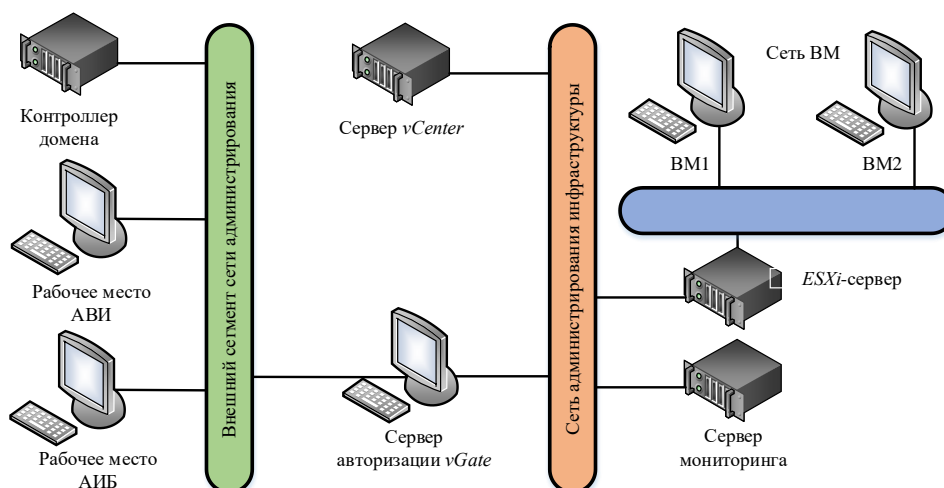 Контроллер
домена
Рабочее место
АВИ
Рабочее место
АИБ
Внешний сегмент сети администрирования
Сервер vCenter
Сервер
авторизации vGate
Сеть администрирования инфраструктуры
Сеть ВМ
ВМ1
ВМ2
ESXi-сервер
Сервер
мониторинга